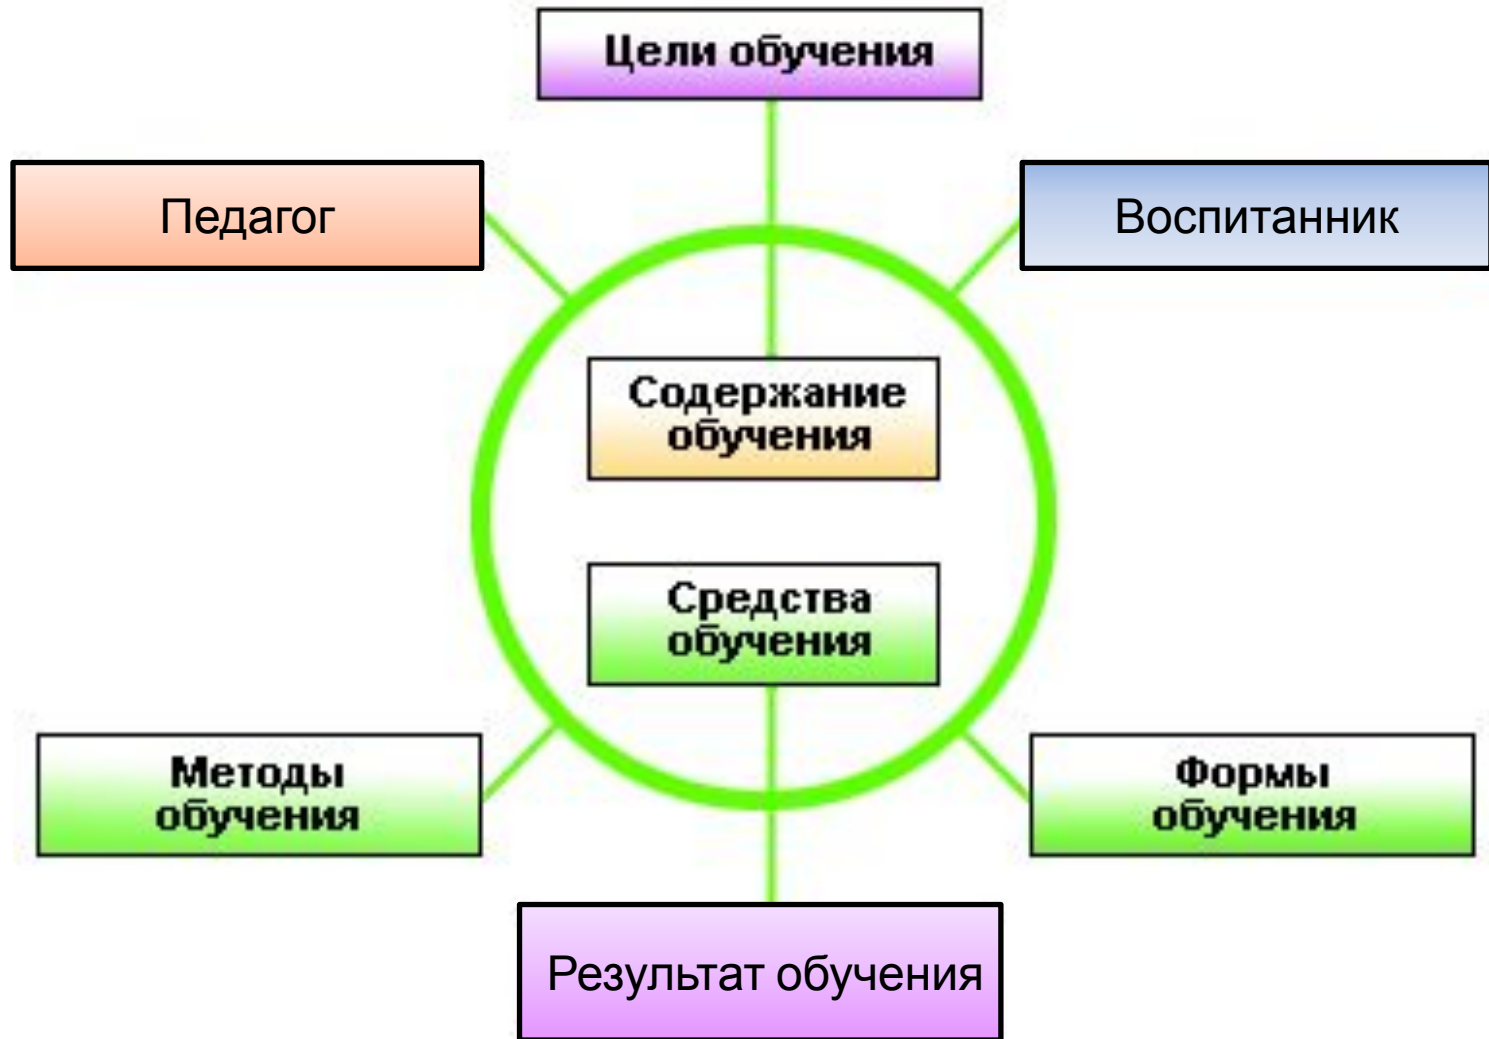 Цели обучения
Педагог
Воспитанник
Содержание
обучения
Средства
обучения
Методы
обучения
Формы
обучения
Результат обучения